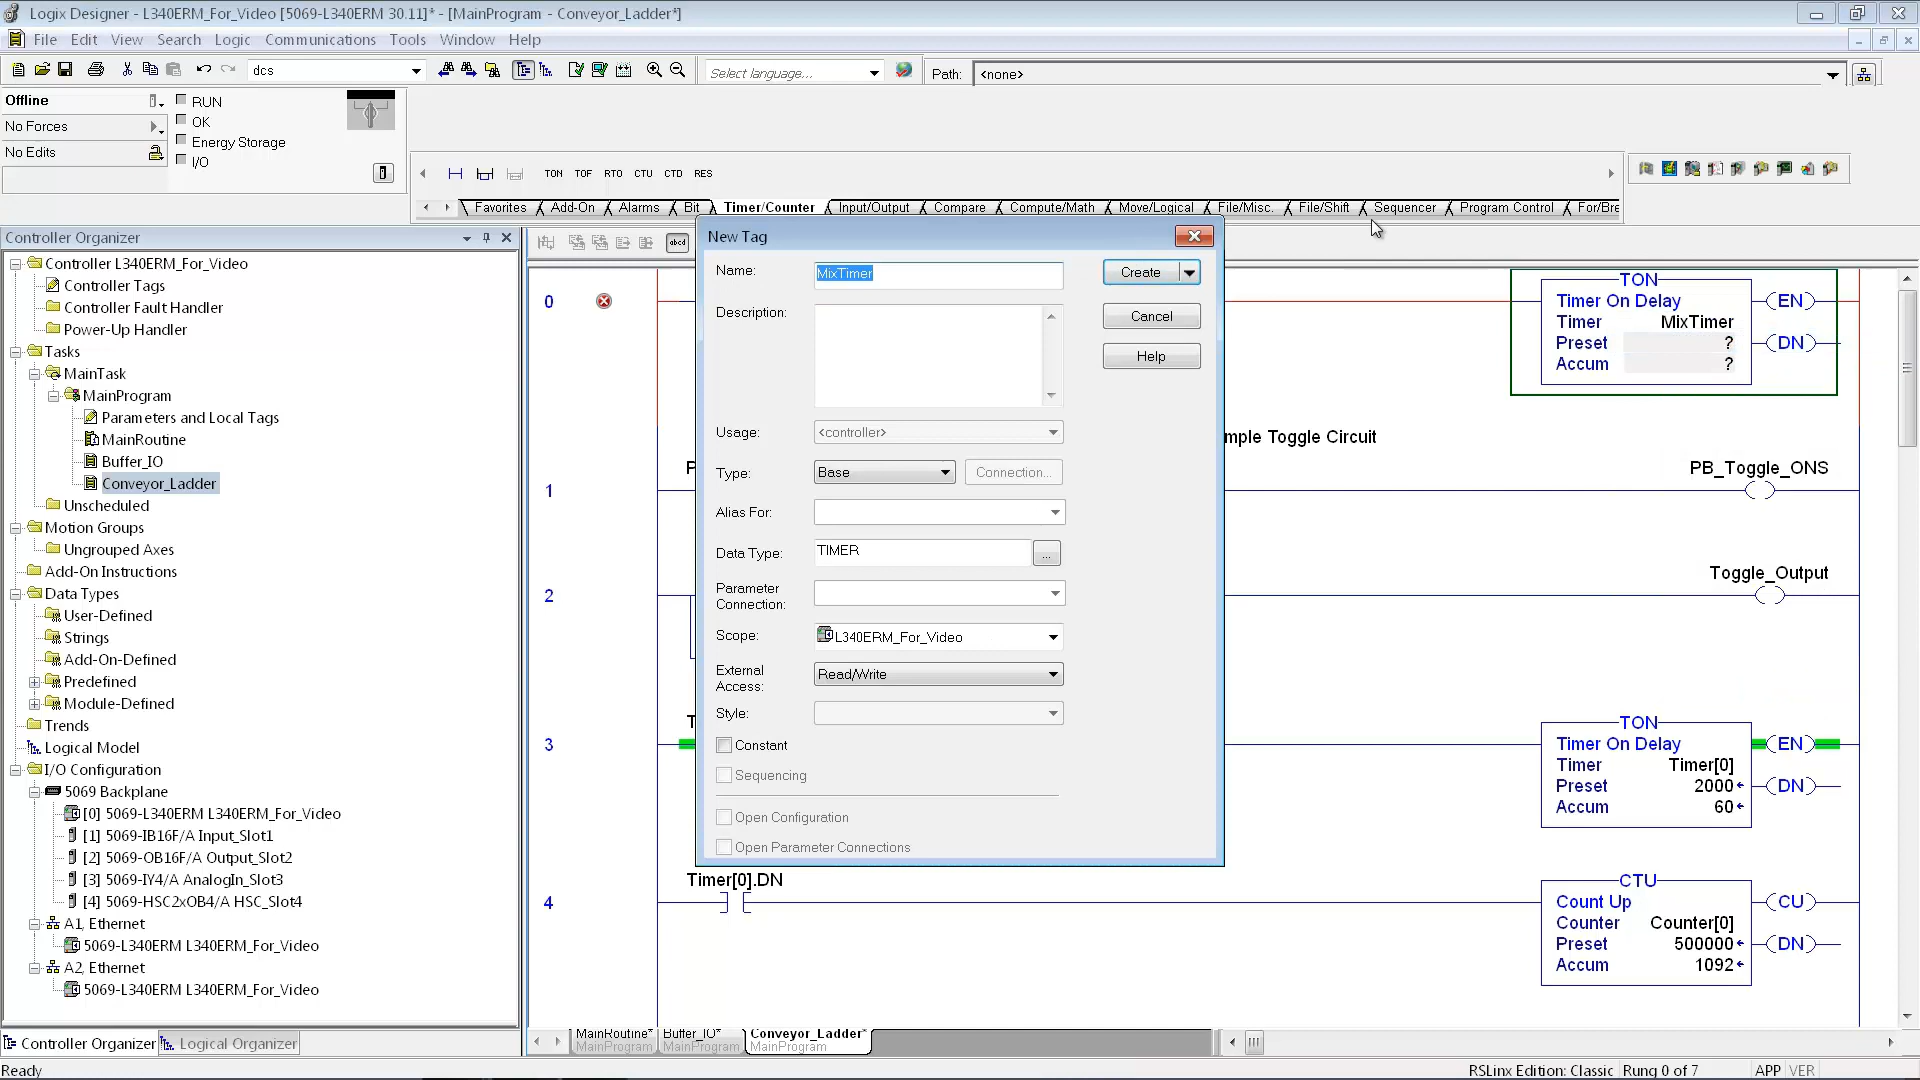 Logix Designer - L340ERM_For_Video [5069-L340ERM 30.11]* - [MainProgram - Conveyor_Ladder*]
File Edit View Search Logic Communications Tools Window Help
dcs
Select language...
Path: <none>
Offline
RUN
No Forces
OK
Energy Storage
No Edits
I/O
TON TOF RTO CTU CTD RES
Favorites Add-On Alarms Bit Timer/Counter Input/Output Compare Compute/Math Move/Logical File/Misc. File/Shift Sequencer Program Control For/Bre
Controller Organizer
Controller L340ERM_For_Video
Controller Tags
Controller Fault Handler
Power-Up Handler
Tasks
MainTask
MainProgram
Parameters and Local Tags
MainRoutine
Buffer_IO
Conveyor_Ladder
Unscheduled
Motion Groups
Ungrouped Axes
Add-On Instructions
Data Types
User-Defined
Strings
Add-On-Defined
Predefined
Module-Defined
Trends
Logical Model
I/O Configuration
5069 Backplane
[0] 5069-L340ERM L340ERM_For_Video
[1] 5069-IB16F/A Input_Slot1
[2] 5069-OB16F/A Output_Slot2
[3] 5069-IY4/A AnalogIn_Slot3
[4] 5069-HSC2xOB4/A HSC_Slot4
A1, Ethernet
5069-L340ERM L340ERM_For_Video
A2, Ethernet
5069-L340ERM L340ERM_For_Video
Controller Organizer Logical Organizer
abcd
New Tag
Name: MixTimer
Create
Description:
Cancel
Help
Usage: <controller>
Type: Base
Connection...
Alias For:
Data Type: TIMER
...
Parameter
Connection:
Scope: L340ERM_For_Video
External
Access: Read/Write
Style:
Constant
Sequencing
Open Configuration
Open Parameter Connections
0
TON
Timer On Delay
EN
Timer MixTimer
Preset ?
DN
Accum ?
mple Toggle Circuit
P
PB_Toggle_ONS
1
Toggle_Output
2
T
3
TON
Timer On Delay
EN
Timer Timer[0]
Preset 2000
DN
Accum 60
Timer[0].DN
4
CTU
Count Up
CU
Counter Counter[0]
Preset 500000
DN
Accum 1092
MainRoutine* Buffer_IO* Conveyor_Ladder*
MainProgram MainProgram MainProgram
Ready
RSLinx Edition: Classic Rung 0 of 7 APP VER